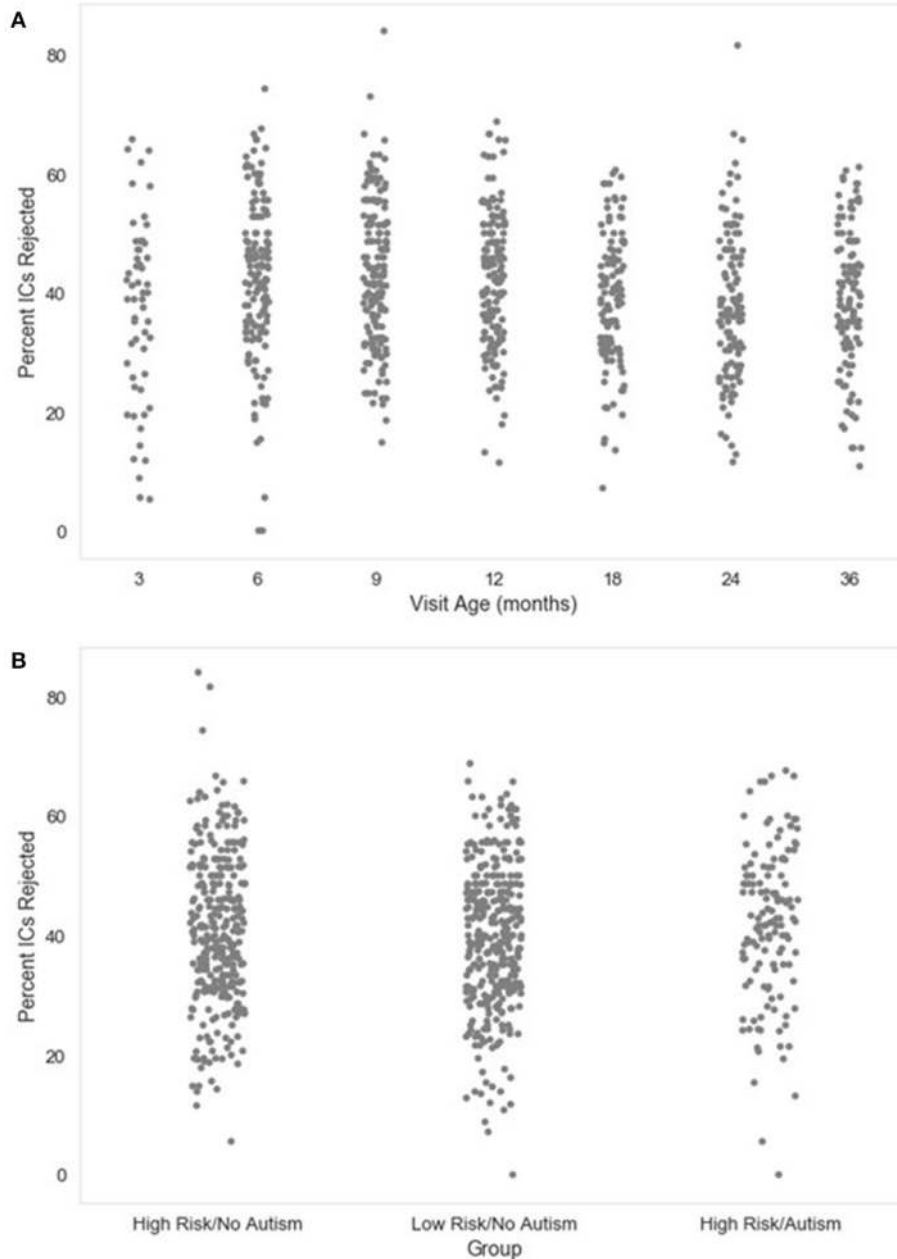 A
80
60
40
20
0
Percent ICs Rejected
3 6 9 12 18 24 36
Visit Age (months)
B
80
60
40
20
0
Percent ICs Rejected
High Risk/No Autism Low Risk/No Autism High Risk/Autism
Group